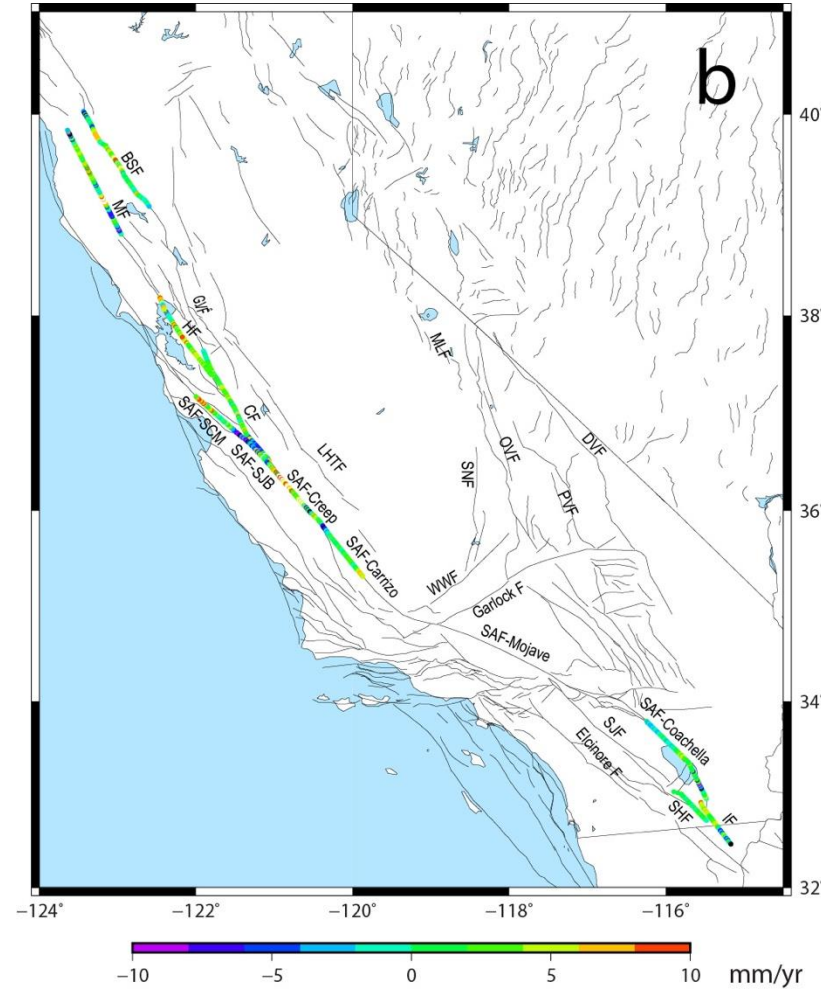 b
40°
BSF
MF
38°
GVF
HF
MLF
CF
SAF-SCM
SAF-SJB
LHTF
SAF-Creep
SNF
OVF
DVF
PVF
36°
SAF-Carrizo
WWF
Garlock F
SAF-Mojave
34°
SAF-Coachella
SJF
Elcinore F
SHF
IF
32°
−124° −122° −120° −118° −116°
−10 −5 0 5 10 mm/yr